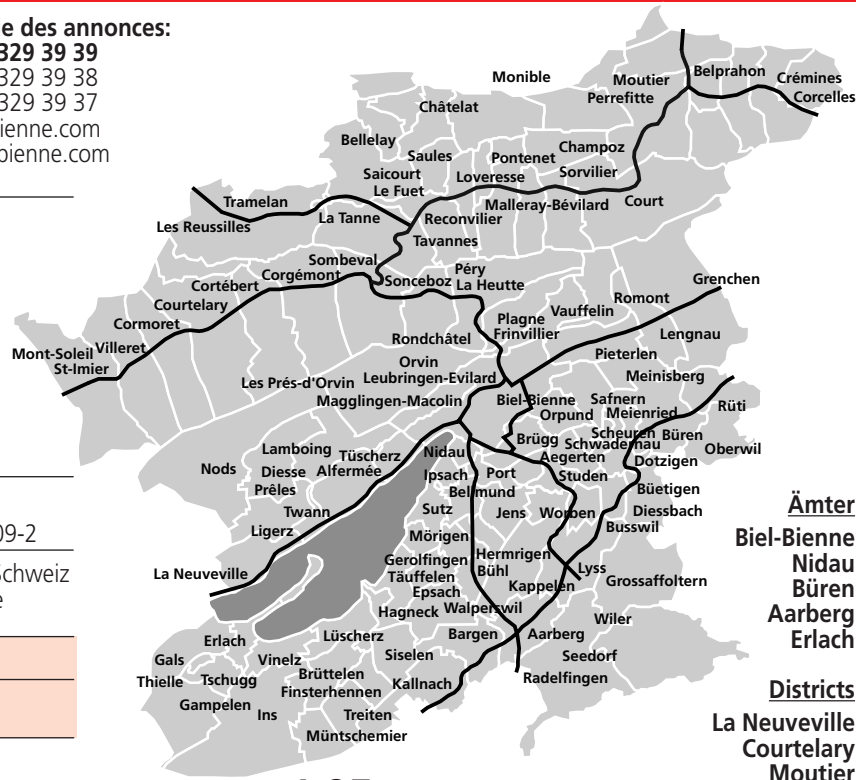 e des annonces:
329 39 39
329 39 38
329 39 37
ienne.com
bienne.com
09-2
Schweiz
e
Monible
Moutier
Belprahon
Crémines
Perrefitte
Corcelles
Châtelat
Bellelay
Saules
Pontenet
Champoz
Saicourt
Loveresse
Sorvilier
Le Fuet
Tramelan
La Tanne
Reconvilier
Malleray-Bévilard
Court
Les Reussilles
Tavannes
Sombeval
Corgémont
Sonceboz
Péry
La Heutte
Grenchen
Cortébert
Courtelary
Romont
Vauffelin
Plagne
Cormoret
Frinvillier
Lengnau
Rondchâtel
Villeret
Mont-Soleil
St-Imier
Pieterlen
Orvin
Meinisberg
Les Prés-d'Orvin
Leubringen-Evilard
Magglingen-Macolin
Biel-Bienne
Safnern
Rüti
Orpund
Meienried
Scheuren
Büren
Brügg
Schwadernau
Oberwil
Lamboing
Tüscherz
Nidau
Aegerten
Dotzigen
Nods
Diesse
Alfermée
Ipsach
Port
Studen
Prêles
Bellmund
Büetigen
Twann
Sutz
Jens
Worben
Diessbach
Ligerz
Busswil
Mörigen
La Neuveville
Gerolfingen
Hermrigen
Täuffelen
Bühl
Lyss
Grossaffoltern
Epsach
Kappelen
Hagneck
Walperswil
Wiler
Erlach
Lüscherz
Bargen
Aarberg
Gals
Vinelz
Siselen
Seedorf
Thielle
Tschugg
Brüttelen
Kallnach
Radelfingen
Finsterhennen
Gampelen
Ins
Treiten
Müntschemier
Ämter
Biel-Bienne
Nidau
Büren
Aarberg
Erlach
Districts
La Neuveville
Courtelary
Moutier